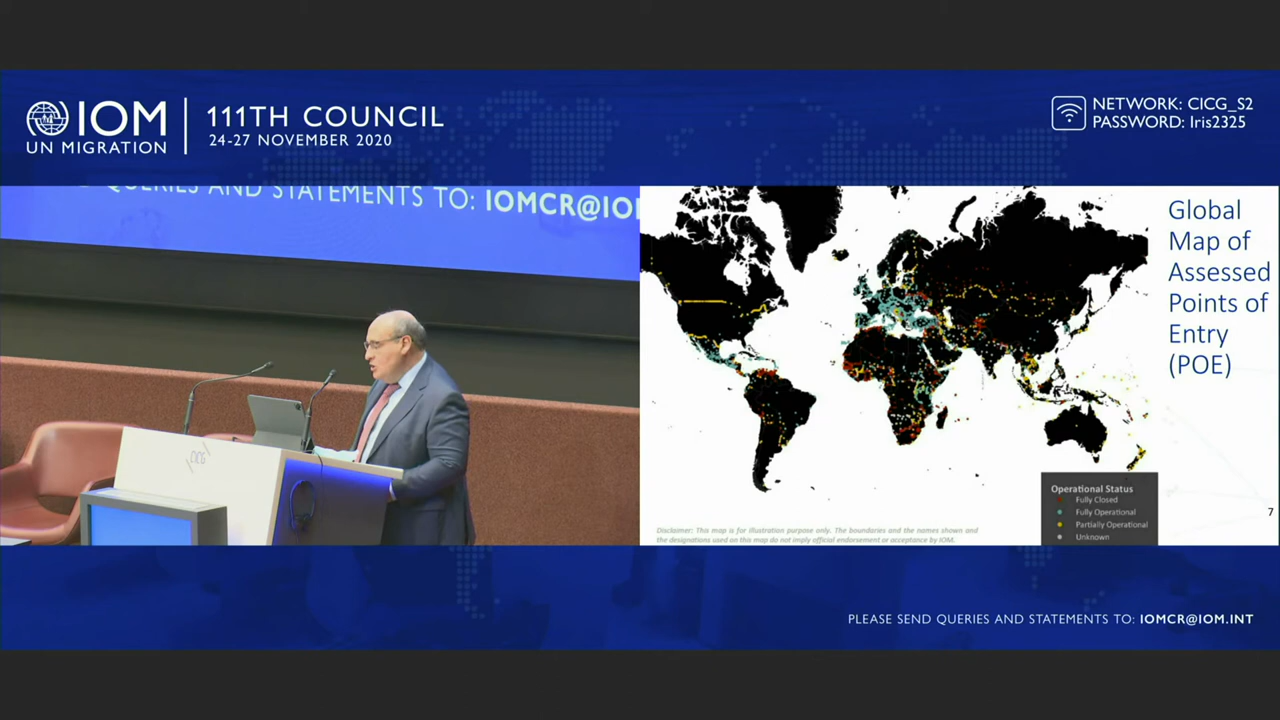 IOM
UN MIGRATION
111TH COUNCIL
24-27 NOVEMBER 2020
NETWORK: CICG_S2
PASSWORD: Iris2325
QUERIES AND STATEMENTS TO: IOMCR@IO
CICG
Global
Map of
Assessed
Points of
Entry
(POE)
Operational Status
Fully Closed
Fully Operational
Partially Operational
Unknown
7
Disclaimer: This map is for illustration purpose only. The boundaries and the names shown and
the designations used on this map do not imply official endorsement or acceptance by IOM.
PLEASE SEND QUERIES AND STATEMENTS TO: IOMCR@IOM.INT